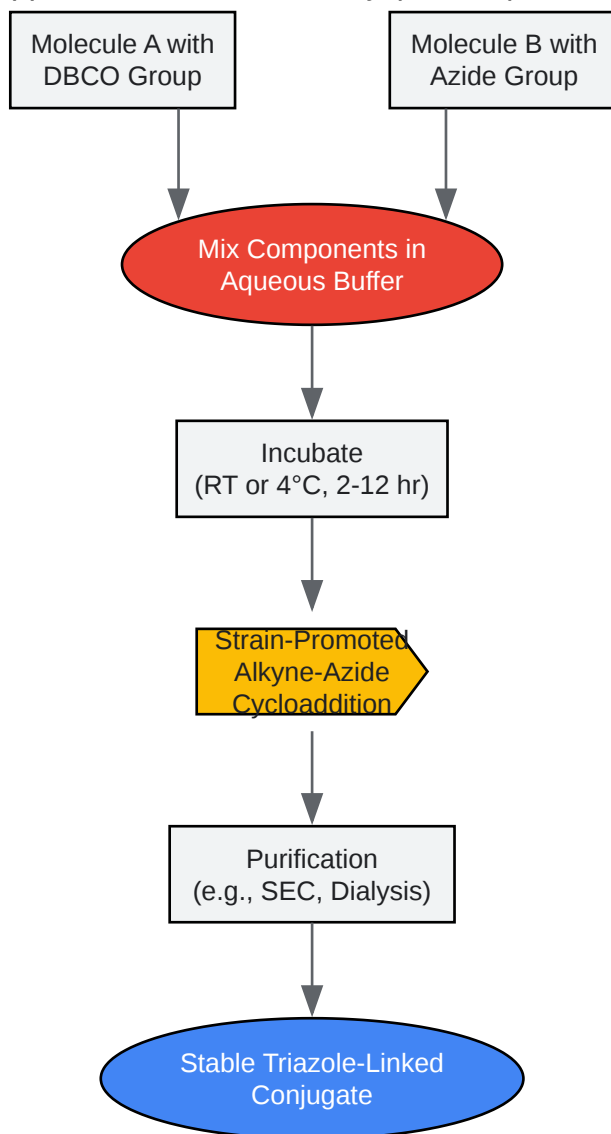 Molecule A with
DBCO Group
Molecule B with
Azide Group
Mix Components in
Aqueous Buffer
Incubate
(RT or 4°C, 2-12 hr)
Strain-Promoted
Alkyne-Azide
Cycloaddition
Purification
(e.g., SEC, Dialysis)
Stable Triazole-Linked
Conjugate